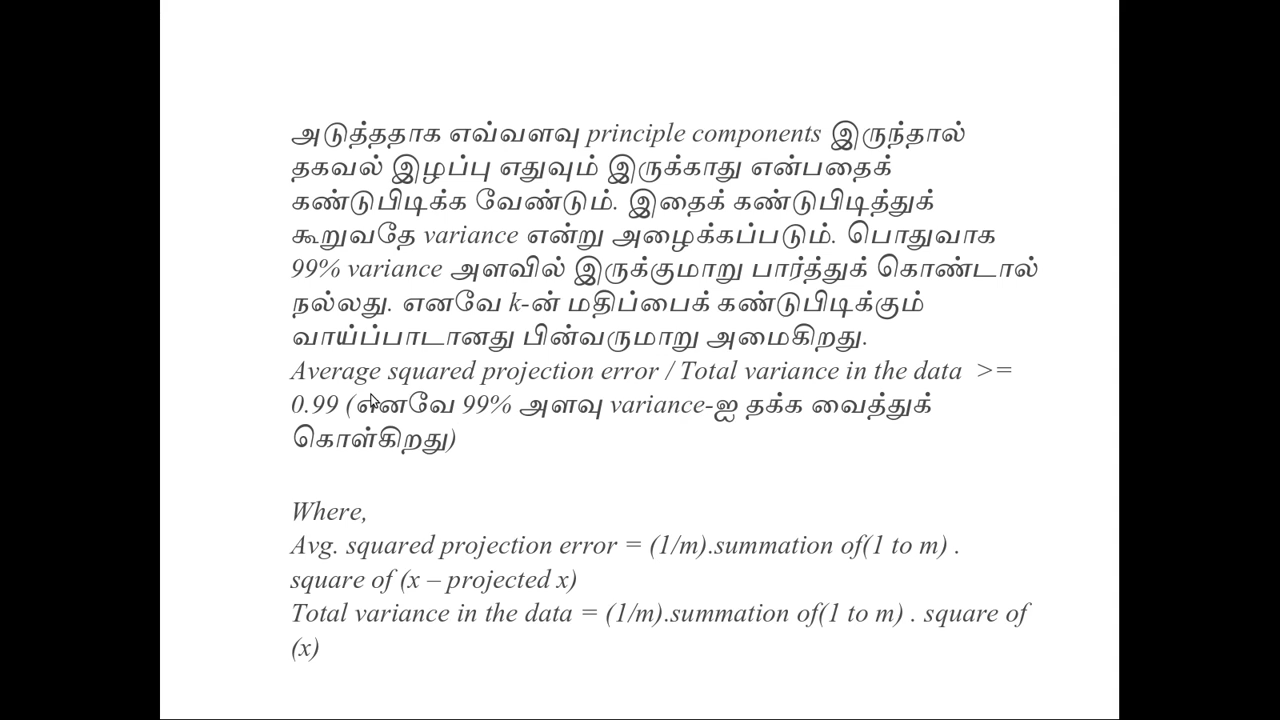 அடுத்ததாக எவ்வளவு principle components இருந்தால்
தகவல் இழப்பு எதுவும் இருக்காது என்பதைக்
கண்டுபிடிக்க வேண்டும். இதைக் கண்டுபிடித்துக்
கூறுவதே variance என்று அழைக்கப்படும். பொதுவாக
99% variance அளவில் இருக்குமாறு பார்த்துக் கொண்டால்
நல்லது. எனவே k-ன் மதிப்பைக் கண்டுபிடிக்கும்
வாய்ப்பாடானது பின்வருமாறு அமைகிறது.
Average squared projection error / Total variance in the data >=
0.99 (எனவே 99% அளவு variance-ஐ தக்க வைத்துக்
கொள்கிறது)
Where,
Avg. squared projection error = (1/m).summation of(1 to m) .
square of (x – projected x)
Total variance in the data = (1/m).summation of(1 to m) . square of
(x)